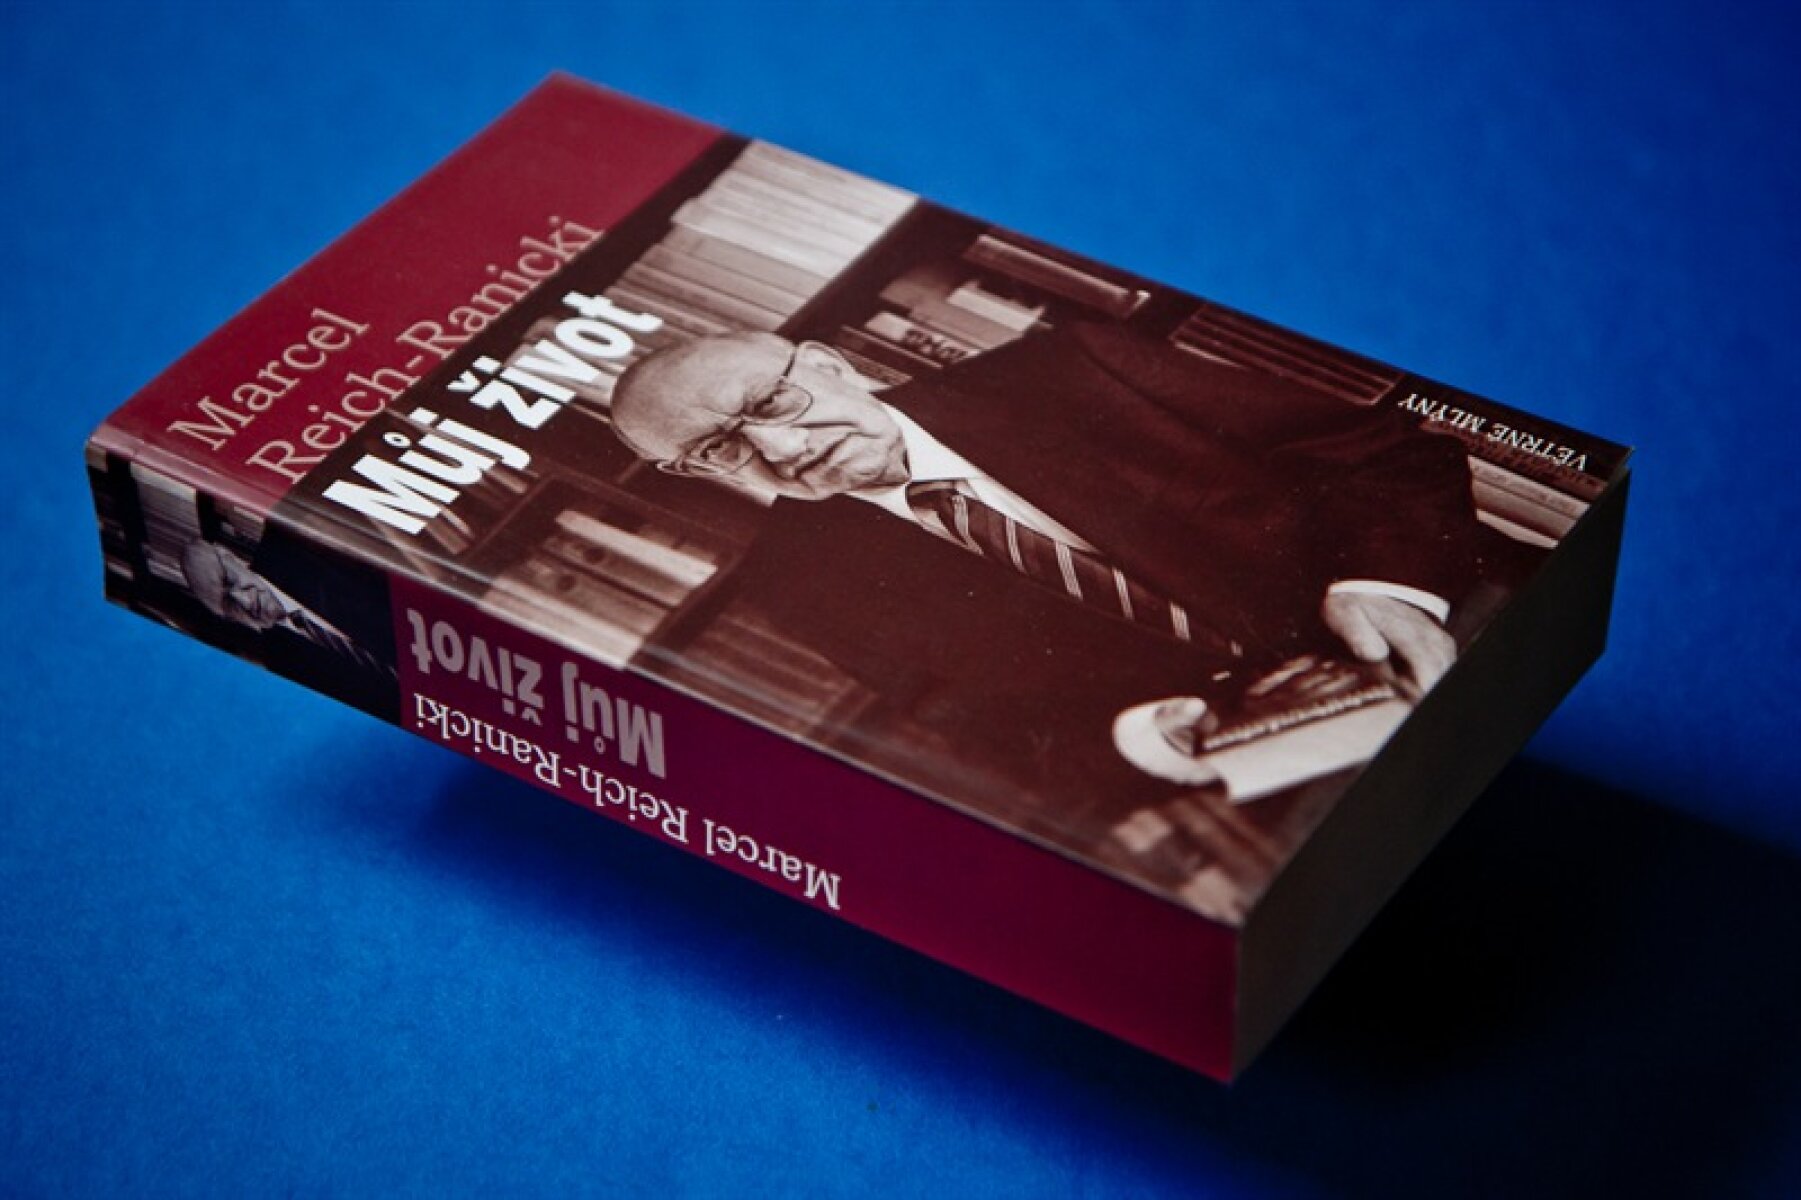 Marcel
Reich-Ranicki
Můj život
VĚTRNÉ MLÝNY
Můj život
Marcel Reich-Ranicki